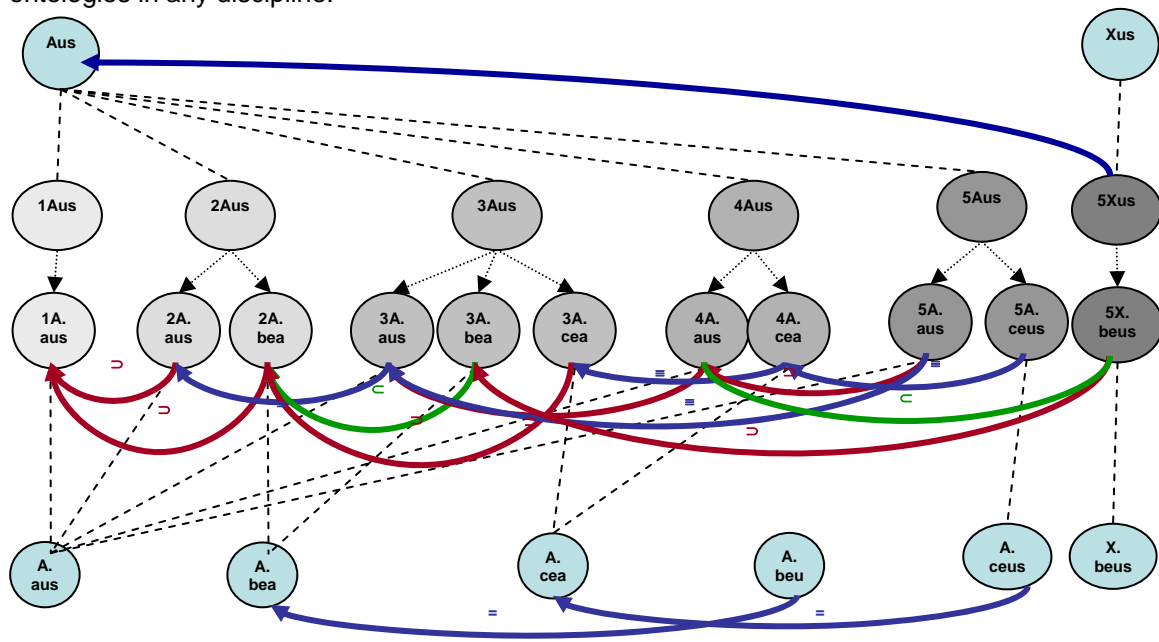 ontologies in any discipline.
Aus
Xus
1Aus
2Aus
3Aus
4Aus
5Aus
5Xus
1A.
aus
2A.
aus
2A.
bea
3A.
aus
3A.
bea
3A.
cea
4A.
aus
4A.
cea
5A.
aus
5A.
ceus
5X.
beus
⊃
⊃
⊂
≡
≡
⊃
≡
⊂
⊃
A.
aus
A.
bea
A.
cea
A.
beu
A.
ceus
X.
beus
=
=